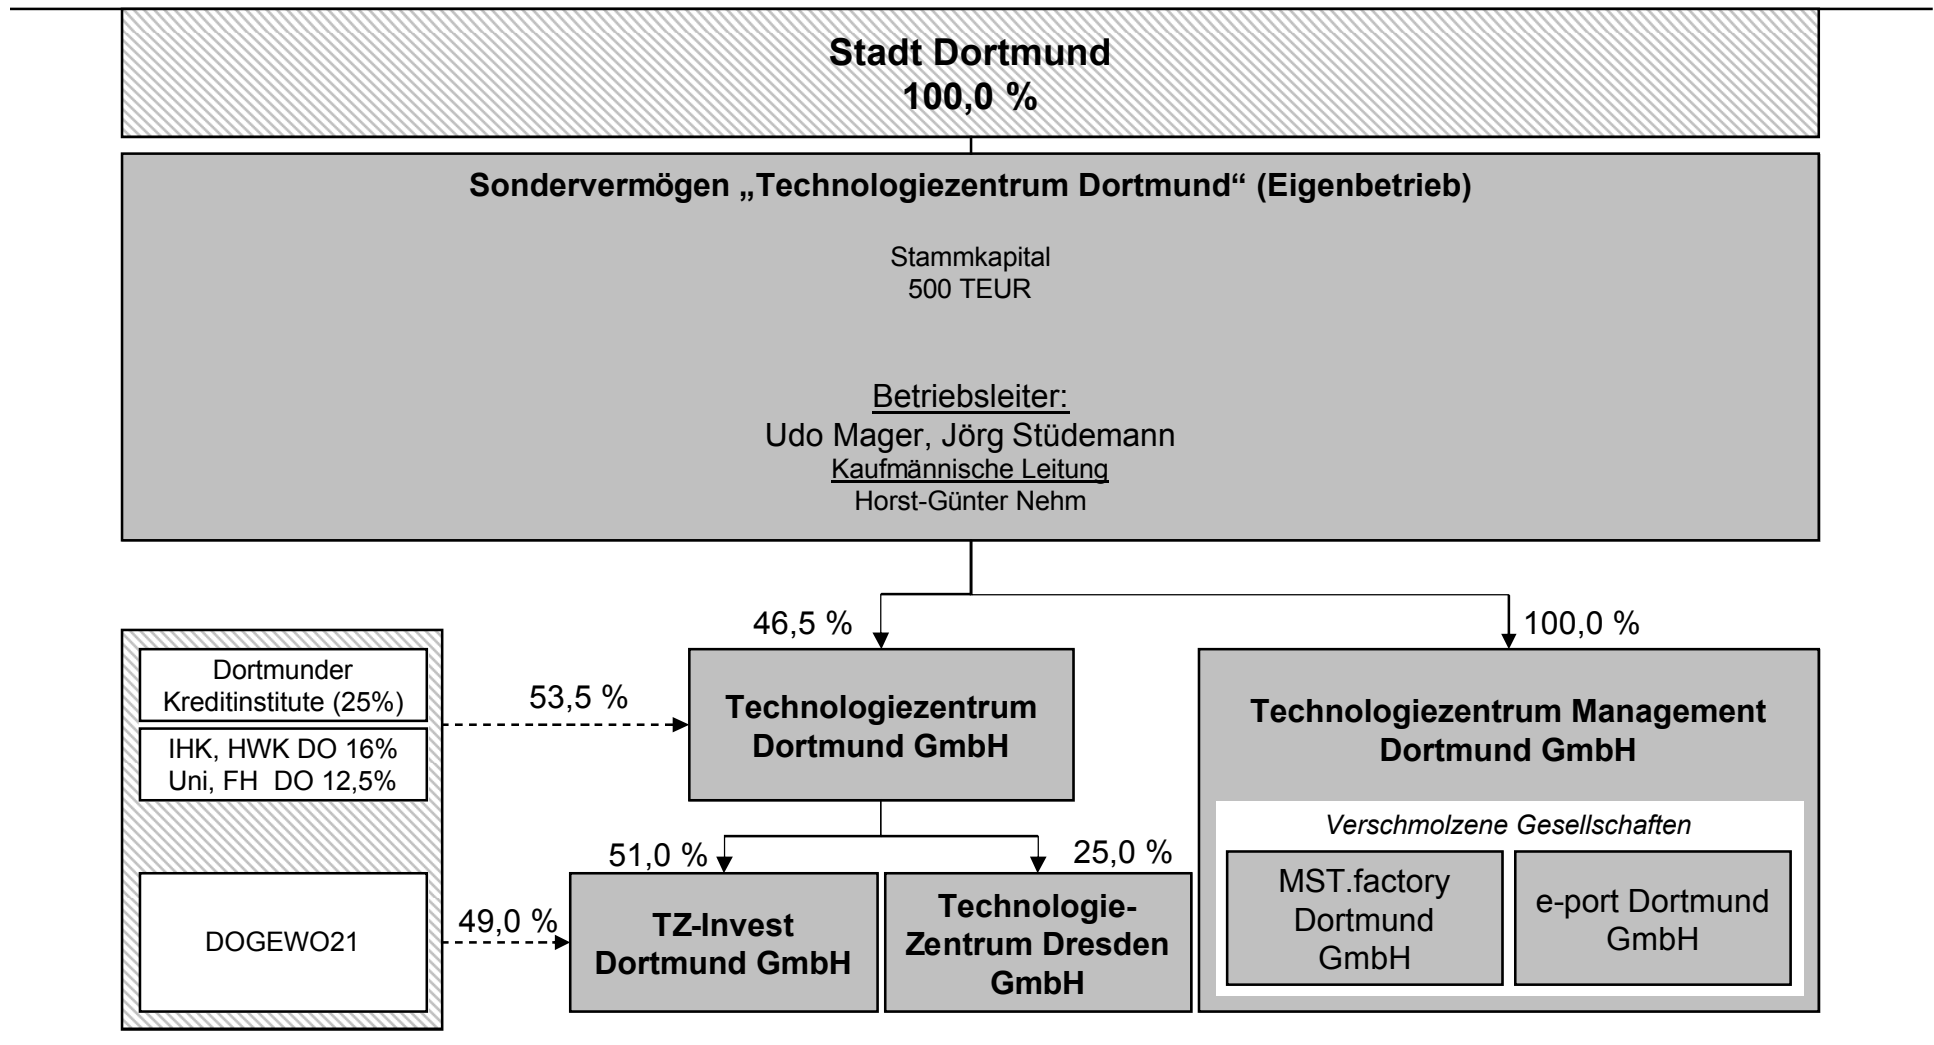 Stadt Dortmund
100,0 %
Sondervermögen „Technologiezentrum Dortmund“ (Eigenbetrieb)
Stammkapital
500 TEUR
Betriebsleiter:
Udo Mager, Jörg Stüdemann
Kaufmännische Leitung
Horst-Günter Nehm
46,5 %
100,0 %
Dortmunder
Kreditinstitute (25%)
IHK, HWK DO 16%
Uni, FH  DO 12,5%
53,5 %
Technologiezentrum
Dortmund GmbH
Technologiezentrum Management
Dortmund GmbH
Verschmolzene Gesellschaften
MST.factory
Dortmund
GmbH
e-port Dortmund
GmbH
51,0 %
25,0 %
DOGEWO21
49,0 %
TZ-Invest
Dortmund GmbH
Technologie-
Zentrum Dresden
GmbH